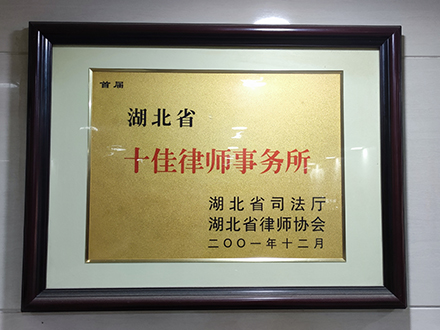 首届
湖北省
十佳律师事务所
湖北省司法厅
湖北省律师协会
二〇〇一年十二月